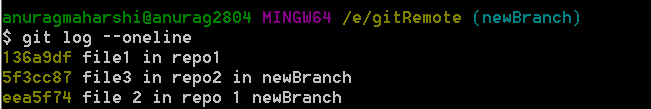 anuragmaharshi@anurag2804 MINGW64 /e/gitRemote (newBranch)
$ git log --oneline
136a9df file1 in repo1
5f3cc87 file3 in repo2 in newBranch
eea5f74 file 2 in repo 1 newBranch